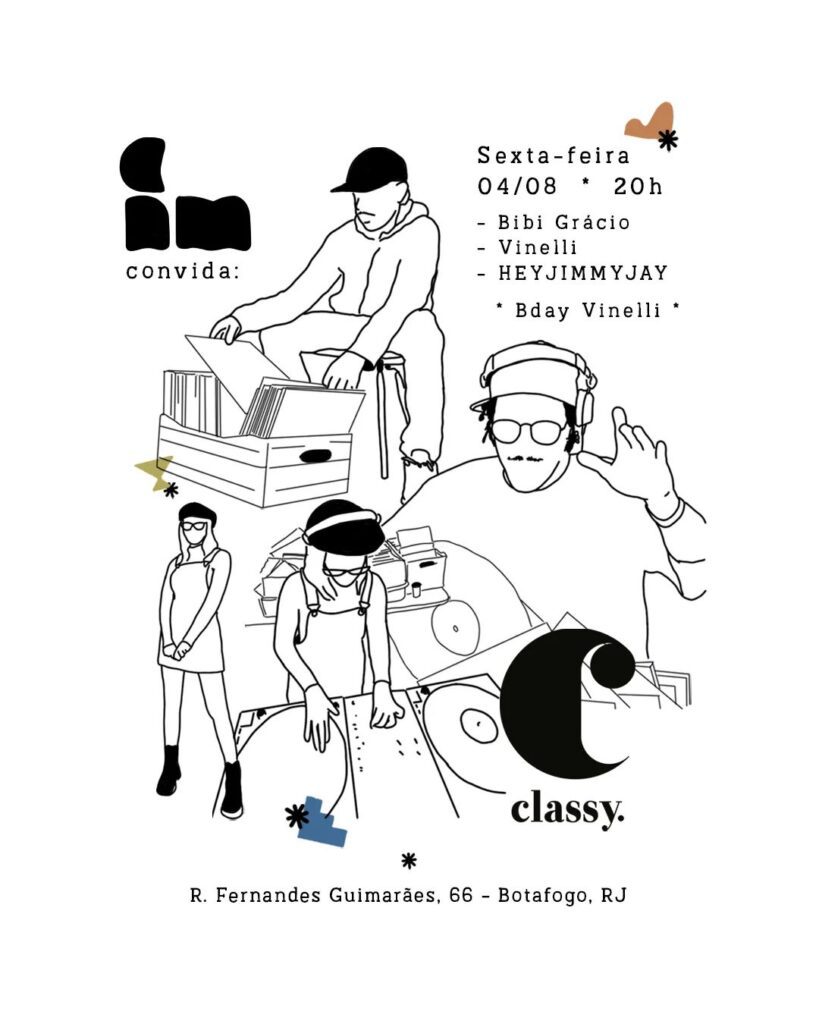 convida:
Sexta-feira
04/08 * 20h
- Bibi Grácio
- Vinelli
- HEYJIMMYJAY
* Bday Vinelli *
C
classy.
R. Fernandes Guimarães, 66 - Botafogo, RJ